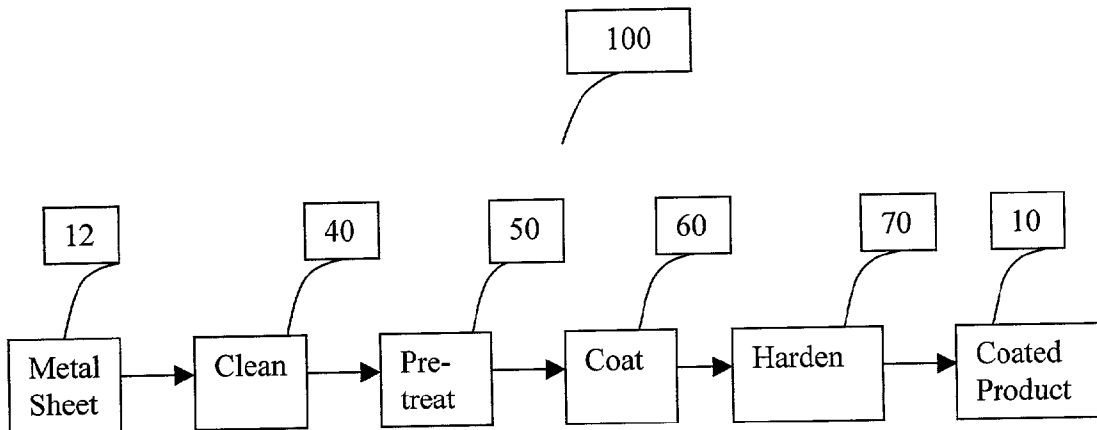 100
12
40
50
60
70
10
Metal
Sheet
Clean
Pre-
treat
Coat
Harden
Coated
Product